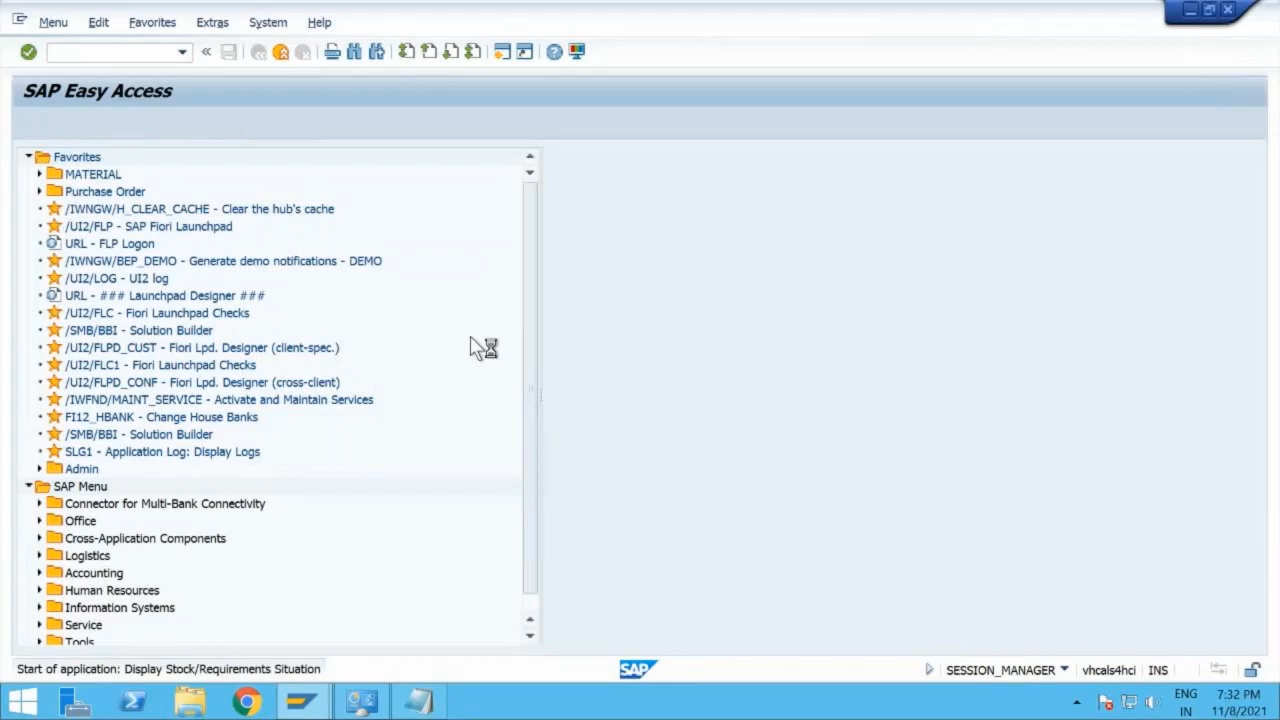 Menu Edit Favorites Extras System Help
SAP Easy Access
Favorites
MATERIAL
Purchase Order
/IWNGW/H_CLEAR_CACHE - Clear the hub's cache
/UI2/FLP - SAP Fiori Launchpad
URL - FLP Logon
/IWNGW/BEP_DEMO - Generate demo notifications - DEMO
/UI2/LOG - UI2 log
URL - ### Launchpad Designer ###
/UI2/FLC - Fiori Launchpad Checks
/SMB/BBI - Solution Builder
/UI2/FLPD_CUST - Fiori Lpd. Designer (client-spec.)
/UI2/FLC1 - Fiori Launchpad Checks
/UI2/FLPD_CONF - Fiori Lpd. Designer (cross-client)
/IWFND/MAINT_SERVICE - Activate and Maintain Services
FI12_HBANK - Change House Banks
/SMB/BBI - Solution Builder
SLG1 - Application Log: Display Logs
Admin
SAP Menu
Connector for Multi-Bank Connectivity
Office
Cross-Application Components
Logistics
Accounting
Human Resources
Information Systems
Service
Tools
Start of application: Display Stock/Requirements Situation
SAP
SESSION_MANAGER vhcals4hci INS
ENG 7:32 PM
IN 11/8/2021